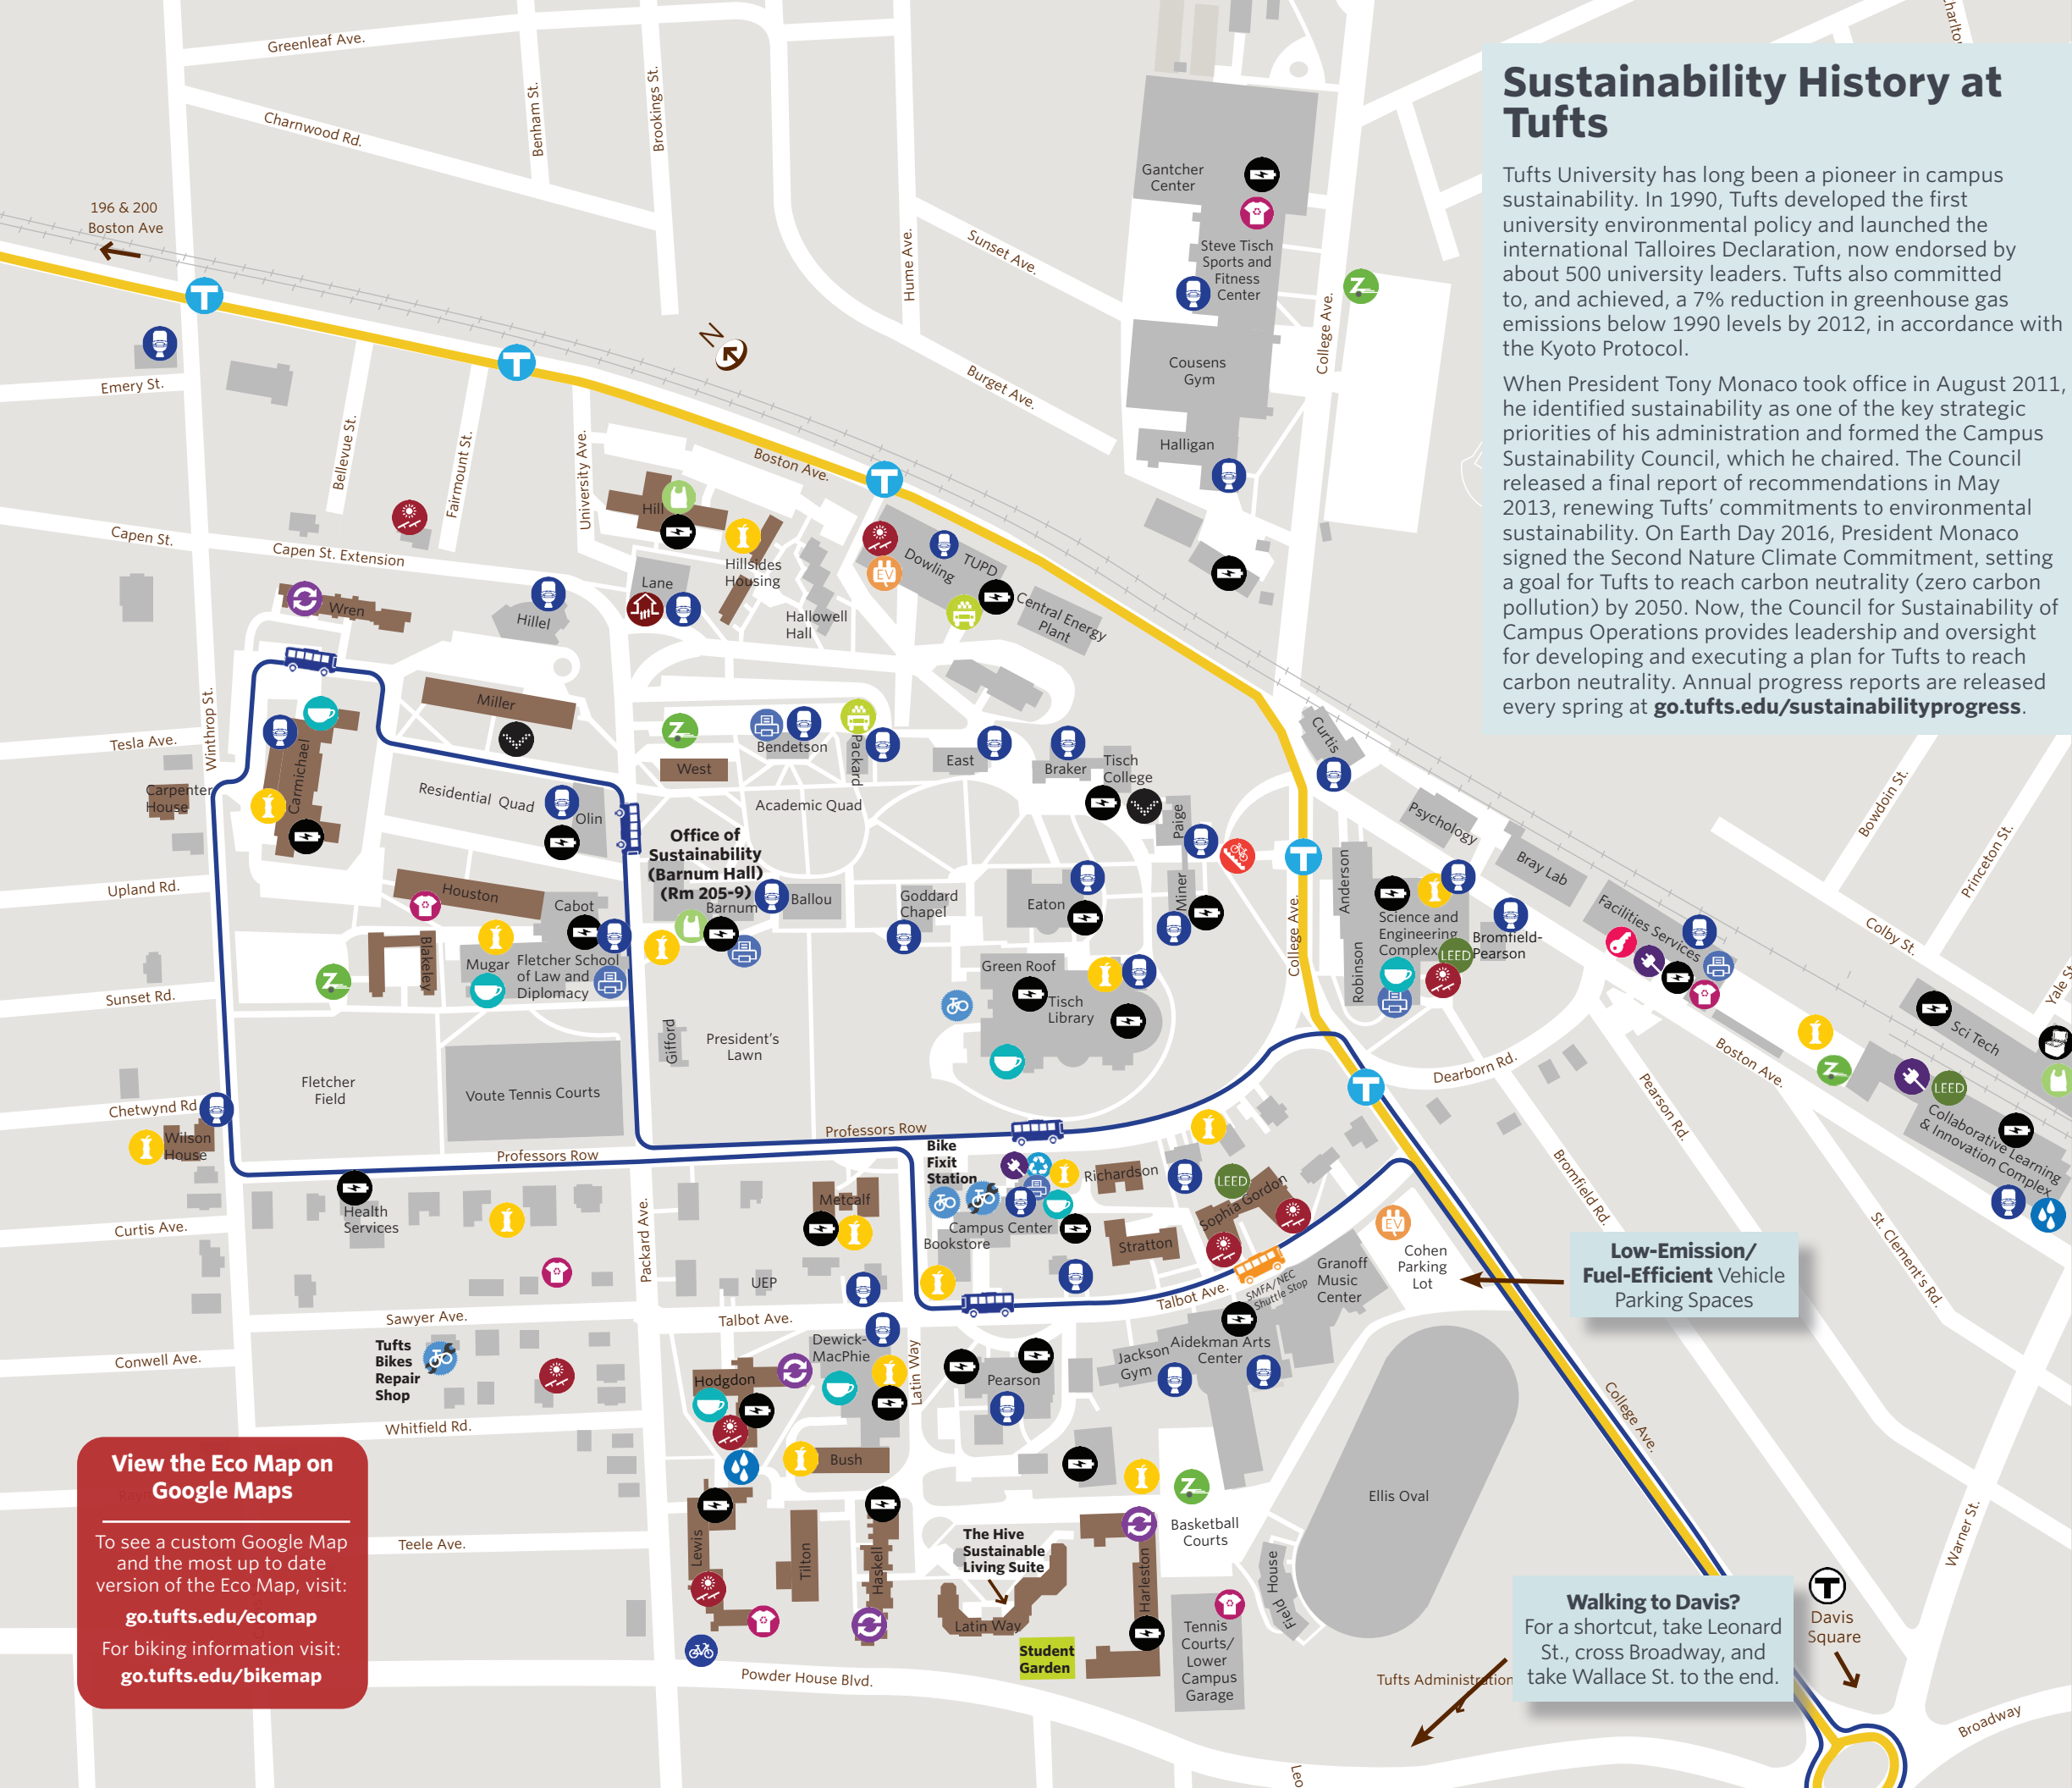 Sustainability History at
Tufts
Tufts University has long been a pioneer in campus
sustainability. In 1990, Tufts developed the first
university environmental policy and launched the
international Talloires Declaration, now endorsed by
about 500 university leaders. Tufts also committed
to, and achieved, a 7% reduction in greenhouse gas
emissions below 1990 levels by 2012, in accordance with
the Kyoto Protocol.
When President Tony Monaco took office in August 2011,
he identified sustainability as one of the key strategic
priorities of his administration and formed the Campus
Sustainability Council, which he chaired. The Council
released a final report of recommendations in May
2013, renewing Tufts’ commitments to environmental
sustainability. On Earth Day 2016, President Monaco
signed the Second Nature Climate Commitment, setting
a goal for Tufts to reach carbon neutrality (zero carbon
pollution) by 2050. Now, the Council for Sustainability of
Campus Operations provides leadership and oversight
for developing and executing a plan for Tufts to reach
carbon neutrality. Annual progress reports are released
every spring at go.tufts.edu/sustainabilityprogress.
Greenleaf Ave.
Charnwood Rd.
Benham St.
Brookings St.
196 & 200
Boston Ave
T
Emery St.
T
N
Hume Ave.
Sunset Ave.
Burget Ave.
Gantcher
Center
Steve Tisch
Sports and
Fitness
Center
Z
College Ave.
Cousens
Gym
Halligan
Bellevue St.
Fairmount St.
University Ave.
Boston Ave.
T
Capen St.
Capen St. Extension
Hill
Hillsides
Housing
Lane
Hallowell
Hall
Dowling
EV
TUPD
Central Energy
Plant
Wren
Hillel
Miller
Winthrop St.
Tesla Ave.
Carpenter
House
Carmichael
Residential Quad
Olin
Z
West
Bendetson
Packard
East
Braker
Tisch
College
Paige
Academic Quad
Office of
Sustainability
(Barnum Hall)
(Rm 205-9)
Barnum
Ballou
Goddard
Chapel
Eaton
Miner
T
Curtis
Psychology
Bray Lab
Anderson
Science and
Engineering
Complex
LEED
Bromfield-
Pearson
Robinson
College Ave.
Facilities Services
Bowdoin St.
Princeton St.
Colby St.
Yale St
Sci Tech
Upland Rd.
Houston
Cabot
Blakeley
Mugar
Fletcher School
of Law and
Diplomacy
Z
Sunset Rd.
Green Roof
Tisch
Library
Gifford
President’s
Lawn
Fletcher
Field
Voute Tennis Courts
Chetwynd Rd
Wilson
House
Professors Row
Professors Row
T
Dearborn Rd.
Boston Ave.
Pearson Rd.
Z
LEED
Collaborative Learning
& Innovation Complex
Bromfield Rd.
St. Clement’s Rd.
Curtis Ave.
Health
Services
Packard Ave.
Metcalf
Bike
Fixit
Station
Richardson
Campus Center
Bookstore
Stratton
LEED
Sophia Gordon
EV
Cohen
Parking
Lot
Low-Emission/
Fuel-Efficient Vehicle
Parking Spaces
Granoff
Music
Center
SMFA/NEC
Shuttle Stop
UEP
Talbot Ave.
Talbot Ave.
Sawyer Ave.
Conwell Ave.
Tufts
Bikes
Repair
Shop
Dewick-
MacPhie
Latin Way
Hodgdon
Pearson
Jackson
Gym
Aidekman Arts
Center
Whitfield Rd.
Bush
Z
Basketball
Courts
Ellis Oval
College Ave.
Warner St.
Teele Ave.
Lewis
Tilton
Haskell
The Hive
Sustainable
Living Suite
Latin Way
Harleston
Student
Garden
Tennis
Courts/
Lower
Campus
Garage
Field House
Powder House Blvd.
Tufts Administration
Walking to Davis?
For a shortcut, take Leonard
St., cross Broadway, and
take Wallace St. to the end.
T
Davis
Square
Broadway
Leo
View the Eco Map on
Google Maps
To see a custom Google Map
and the most up to date
version of the Eco Map, visit:
go.tufts.edu/ecomap
For biking information visit:
go.tufts.edu/bikemap